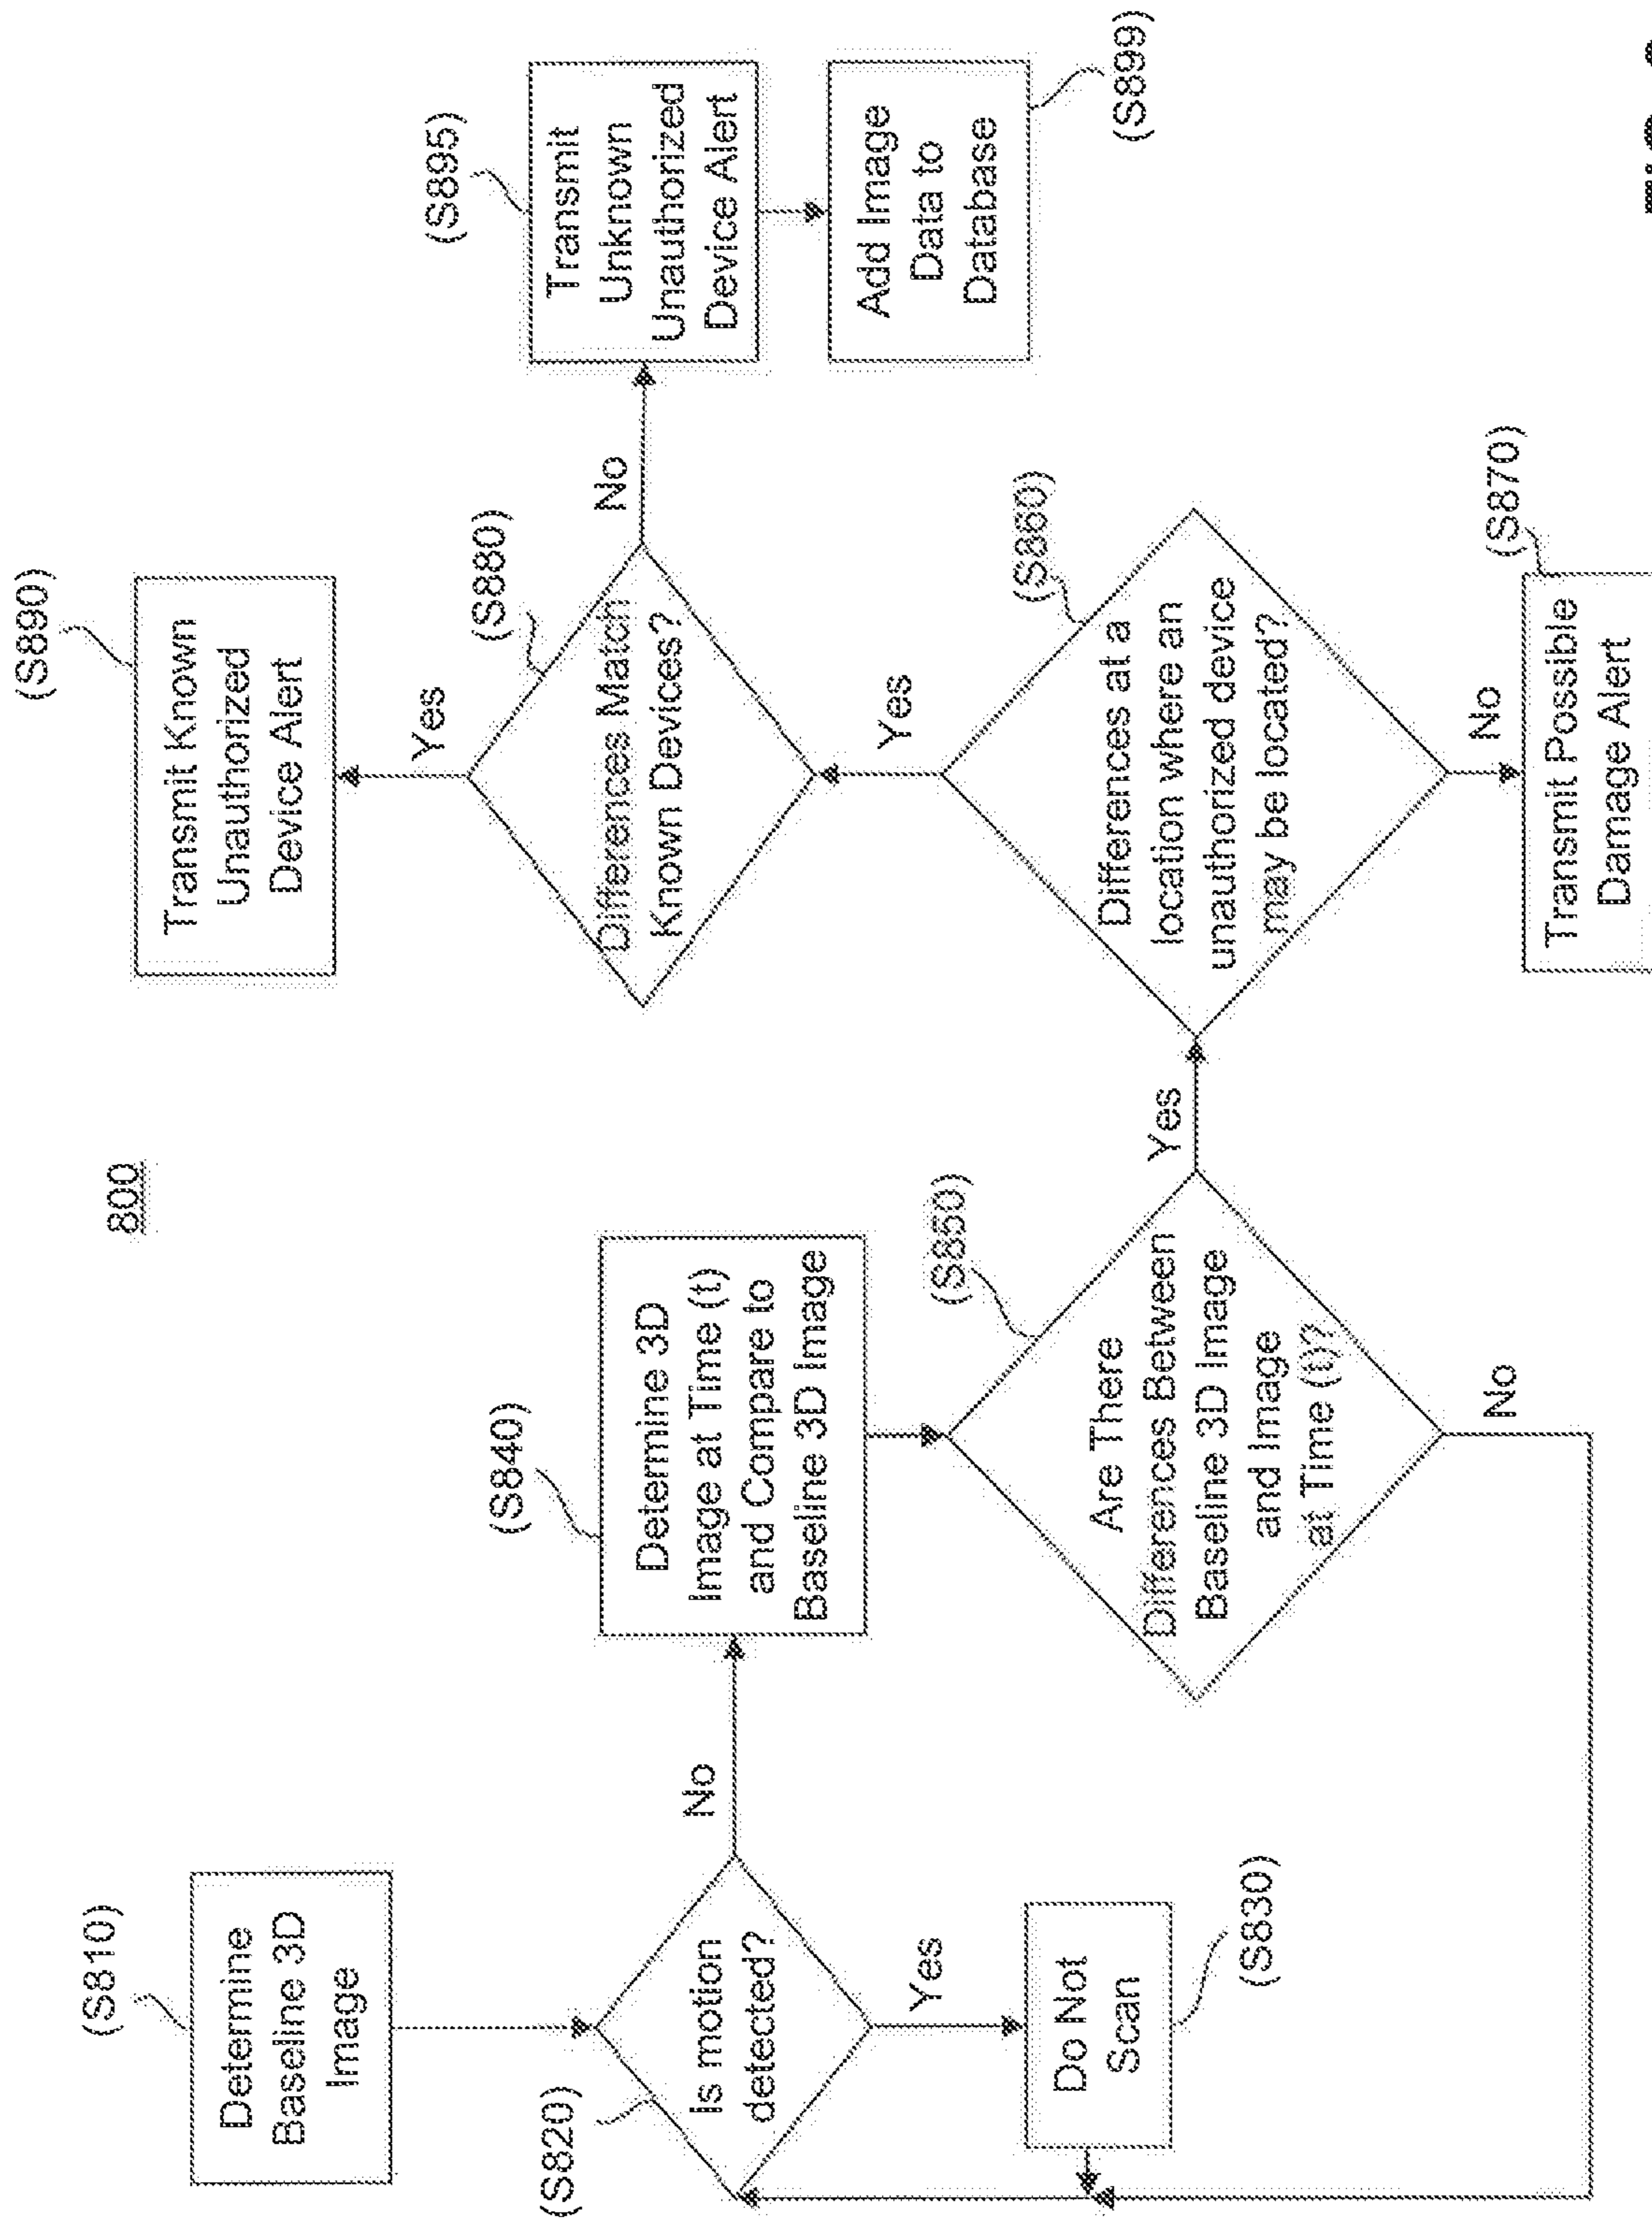 800
(S810)
Determine
Baseline 3D
Image
(S820)
Is motion
detected?
Yes
Do Not
Scan
(S830)
No
(S840)
Determine 3D
Image at Time (t)
and Compare to
Baseline 3D Image
(S850)
Are There
Differences Between
Baseline 3D Image
and Image
at Time (t)?
No
Yes
(S860)
Differences at a
location where an
unauthorized device
may be located?
No
(S870)
Transmit Possible
Damage Alert
Yes
(S880)
Differences Match
Known Devices?
Yes
(S890)
Transmit Known
Unauthorized
Device Alert
No
(S895)
Transmit
Unknown
Unauthorized
Device Alert
Add Image
Data to
Database
(S899)